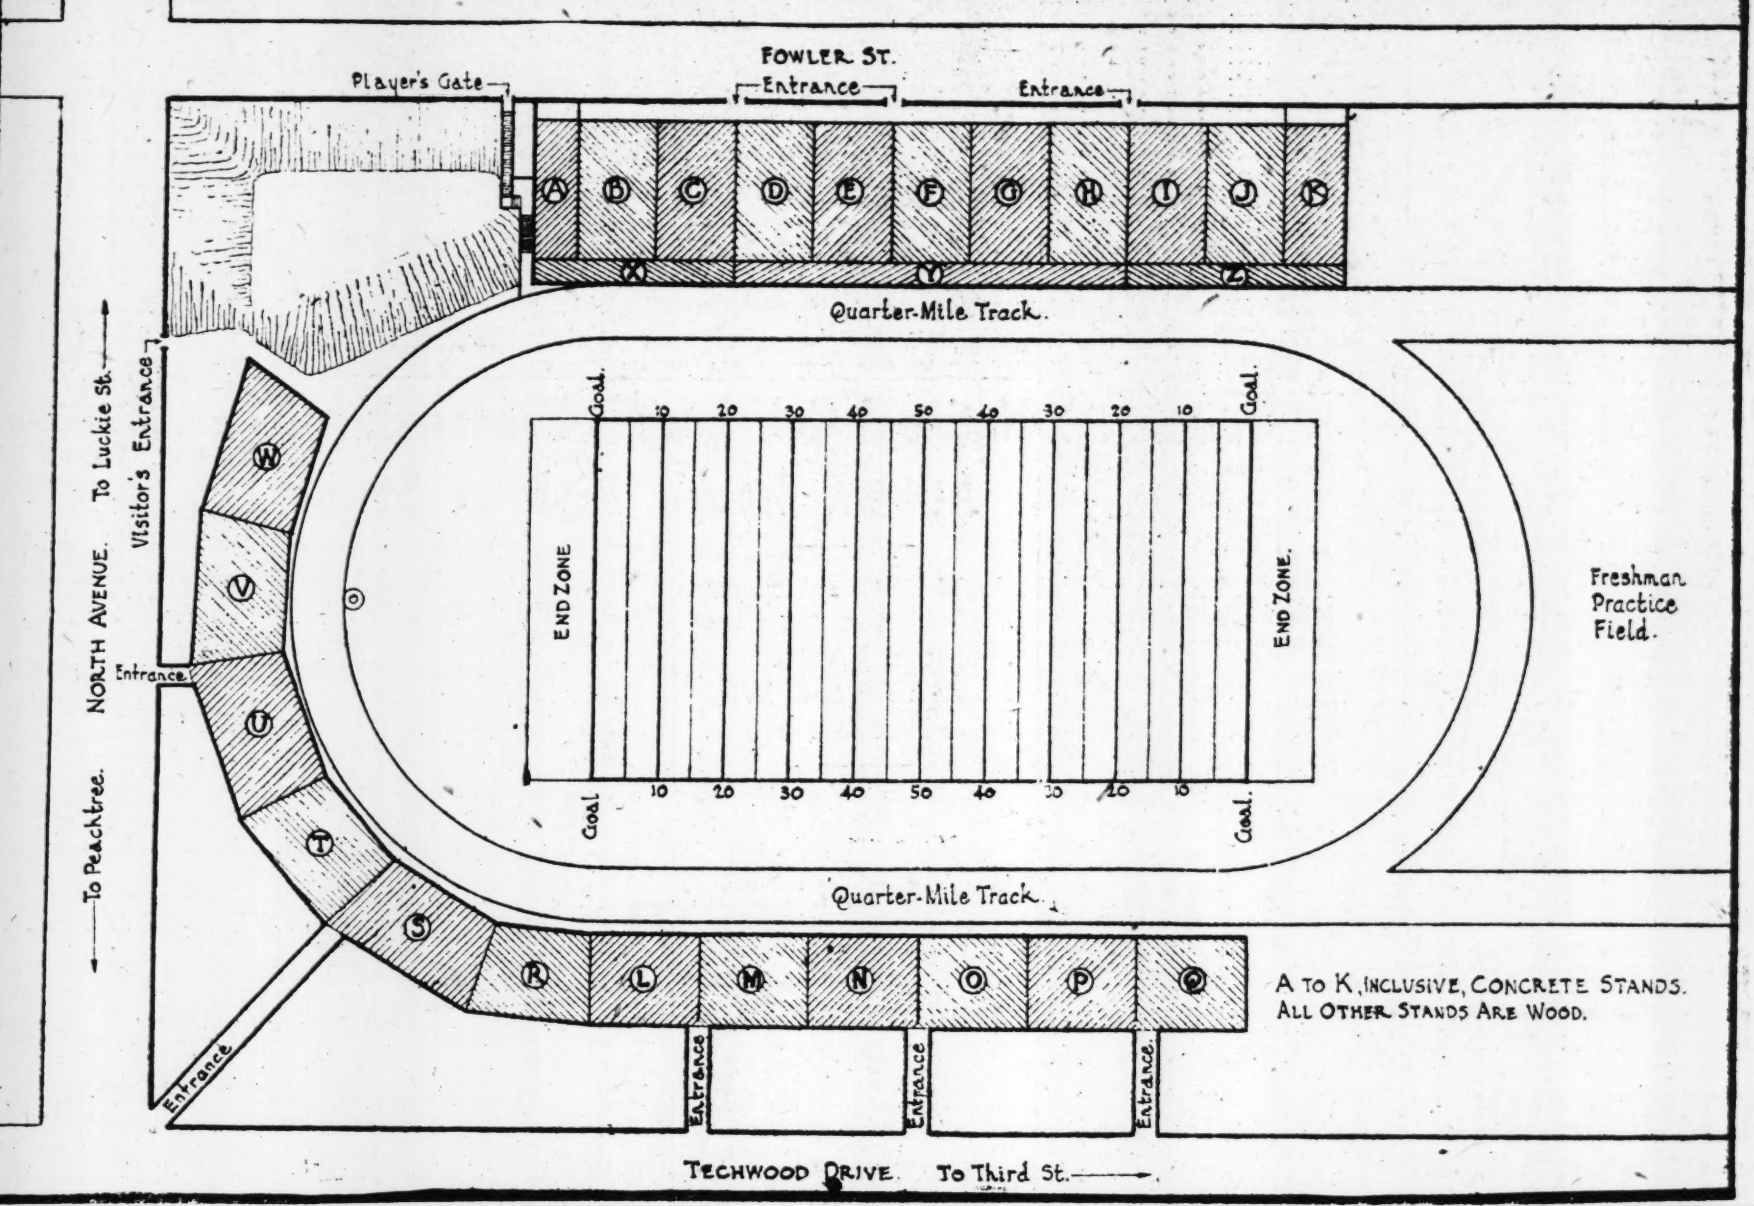 FOWLER ST.
Player's Gate
Entrance
Entrance
A B C D E F G H I J K
X Y Z
Quarter-Mile Track.
To Luckie St.
Visitor's Entrance
NORTH AVENUE.
To Peachtree.
Entrance
W
V
U
T
S
Goal. 10 20 30 40 50 40 30 20 10 Goal.
END ZONE
END ZONE.
Goal 10 20 30 40 50 40 30 20 10 Goal.
Freshman
Practice
Field.
Quarter-Mile Track.
R L M N O P Q
A TO K, INCLUSIVE, CONCRETE STANDS.
ALL OTHER STANDS ARE WOOD.
Entrance
Entrance
Entrance
Entrance.
TECHWOOD DRIVE. To Third St.